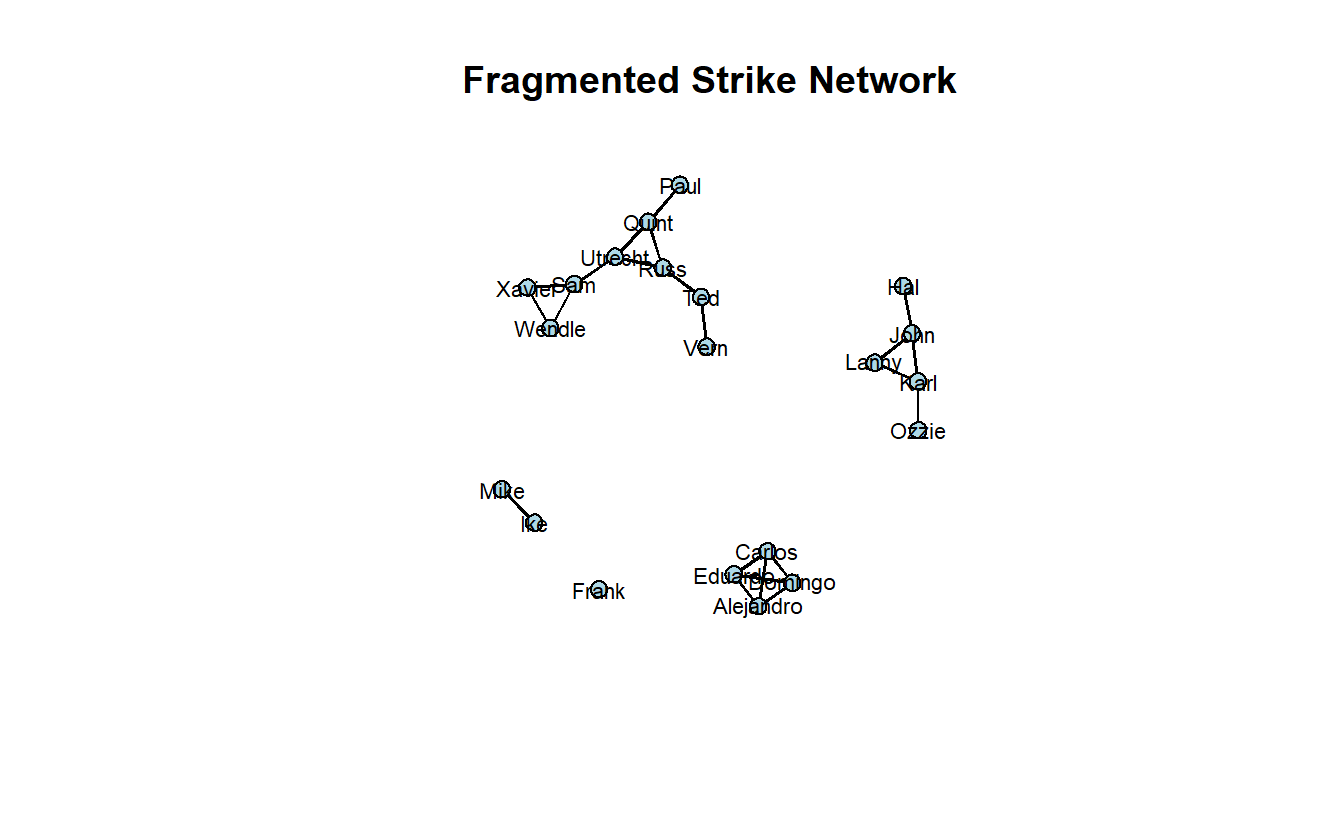 Fragmented Strike Network
Paul
Quint
Utrecht
Russ
Xavier
Sam
Ted
Wendle
Vern
Hal
John
Lanny
Karl
Ozzie
Mike
Ike
Frank
Carlos
Eduardo
Domingo
Alejandro